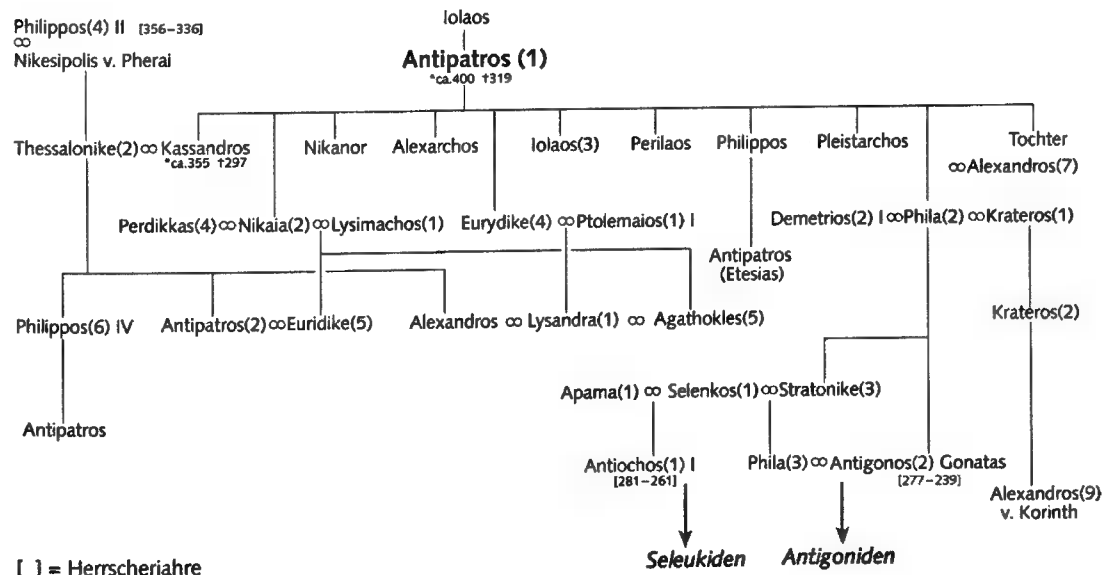 Iolaos
Philippos(4) II [356–336]
∞
Nikesipolis v. Pherai
Antipatros (1)
*ca.400 †319
Thessalonike(2) ∞ Kassandros Nikanor Alexarchos Iolaos(3) Perilaos Philippos Pleistarchos Tochter
*ca.355 †297
∞ Alexandros(7)
Perdikkas(4) ∞ Nikaia(2) ∞ Lysimachos(1) Eurydike(4) ∞ Ptolemaios(1) I Demetrios(2) I ∞ Phila(2) ∞ Krateros(1)
Antipatros
(Etesias)
Philippos(6) IV Antipatros(2) ∞ Euridike(5) Alexandros ∞ Lysandra(1) ∞ Agathokles(5) Krateros(2)
Apama(1) ∞ Selenkos(1) ∞ Stratonike(3)
Antipatros
Antiochos(1) I Phila(3) ∞ Antigonos(2) Gonatas
[281–261] [277–239]
Alexandros(9)
v. Korinth
Seleukiden Antigoniden
[ ] = Herrscherjahre